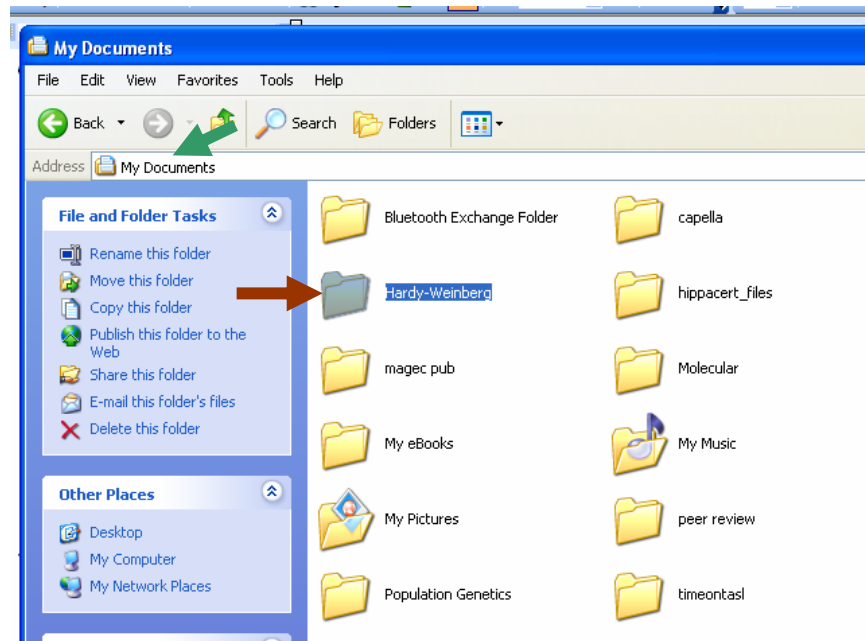 My Documents
File Edit View Favorites Tools Help
Back Search Folders
Address My Documents
File and Folder Tasks
Rename this folder
Move this folder
Copy this folder
Publish this folder to the
Web
Share this folder
E-mail this folder's files
Delete this folder
Other Places
Desktop
My Computer
My Network Places
Bluetooth Exchange Folder capella
Hardy-Weinberg hippacert_files
magec pub Molecular
My eBooks My Music
My Pictures peer review
Population Genetics timeontasl